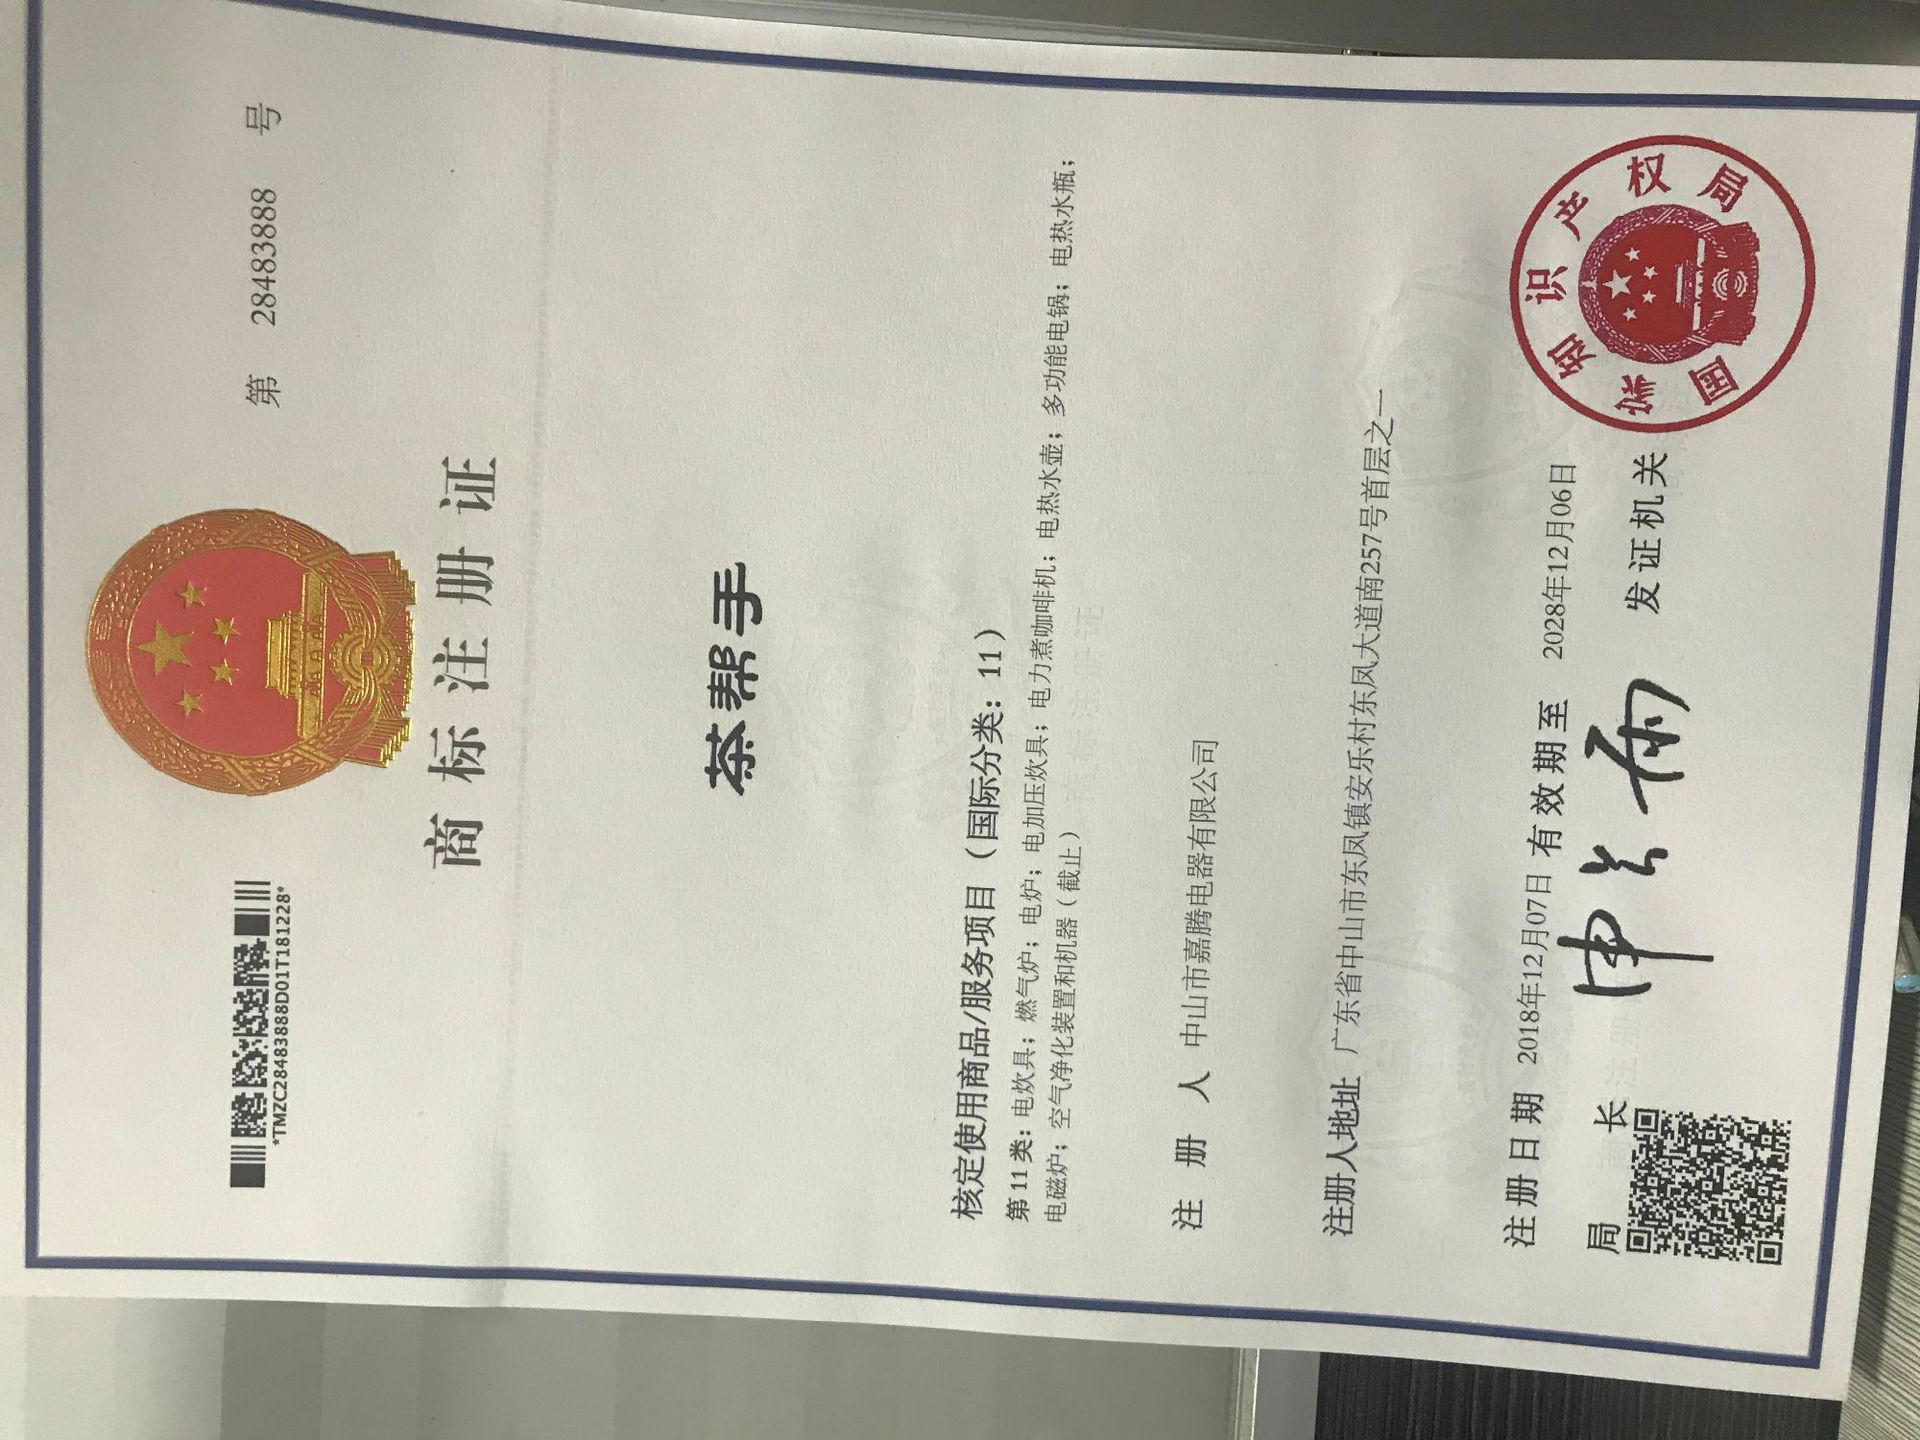 *TMZC28483888D01T181228*
第 28483888 号
商标注册证
茶帮手
核定使用商品/服务项目（国际分类：11）
第11类：电炊具；燃气炉；电炉；电加压炊具；电力煮咖啡机；电热水壶；多功能电锅；电热水瓶；
电磁炉；空气净化装置和机器（截止）
注册人 中山市嘉腾电器有限公司
注册人地址 广东省中山市东凤镇安乐村东凤大道南257号首层之一
注册日期 2018年12月07日 有效期至 2028年12月06日
局长 申长雨 发证机关
国家知识产权局